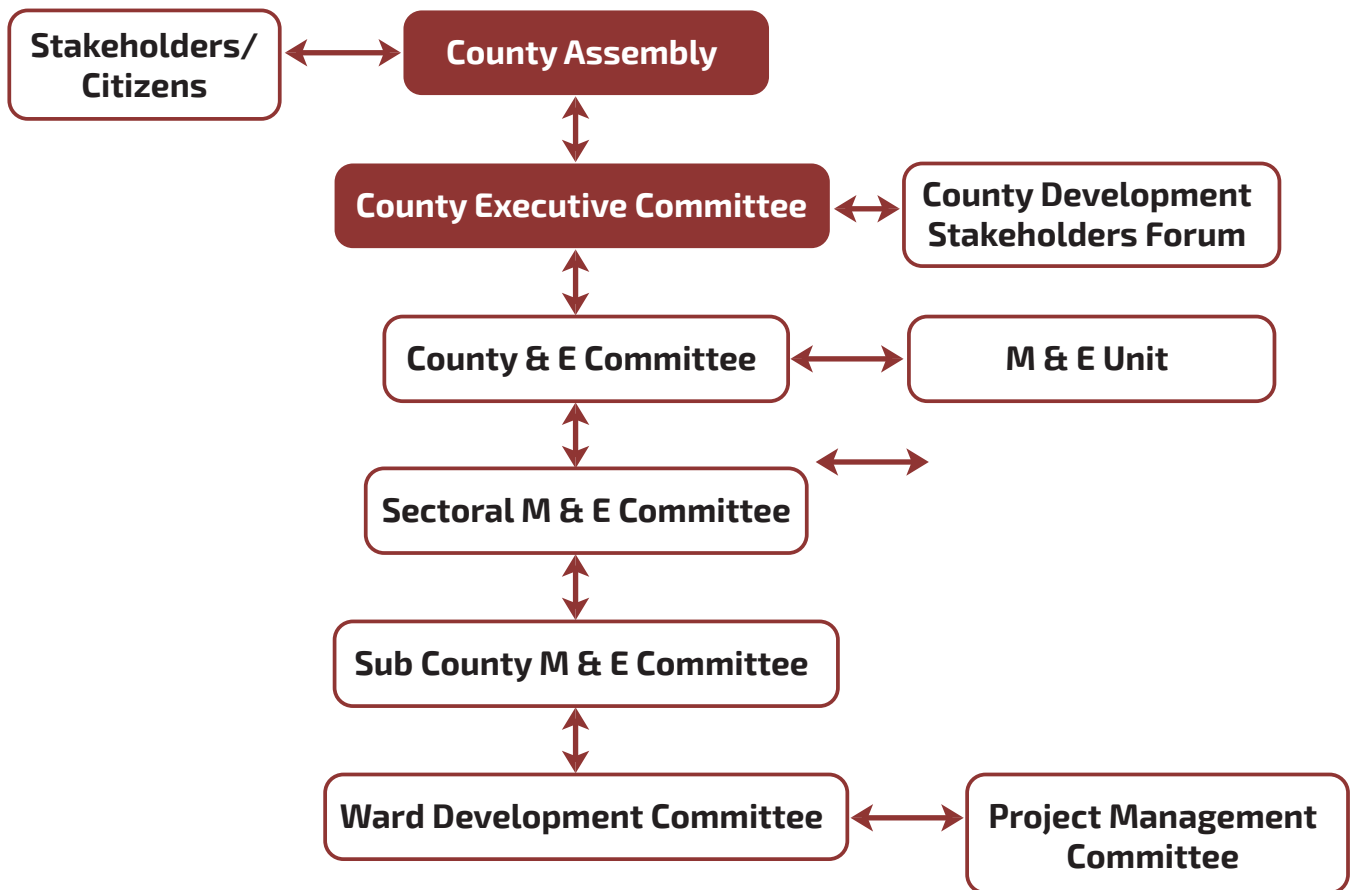 Stakeholders/
Citizens
County Assembly
County Executive Committee
County Development
Stakeholders Forum
County & E Committee
M & E Unit
Sectoral M & E Committee
Sub County M & E Committee
Ward Development Committee
Project Management
Committee